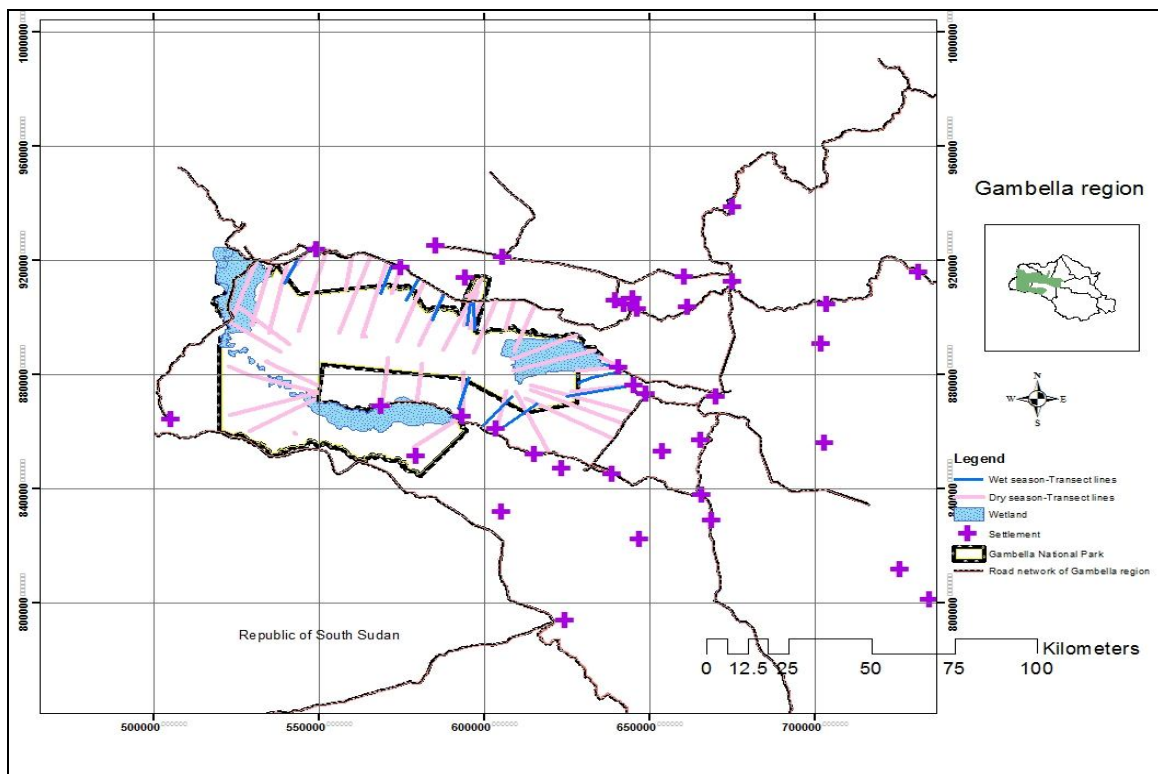 1000000
960000
920000
880000
840000
800000
1000000
960000
920000
880000
840000
800000
Gambella region
N
W
E
S
Legend
Wet season-Transect lines
Dry season-Transect lines
Wetland
Settlement
Gambella National Park
Road network of Gambella region
Republic of South Sudan
Kilometers
0 12.5 25 50 75 100
500000 550000 600000 650000 700000